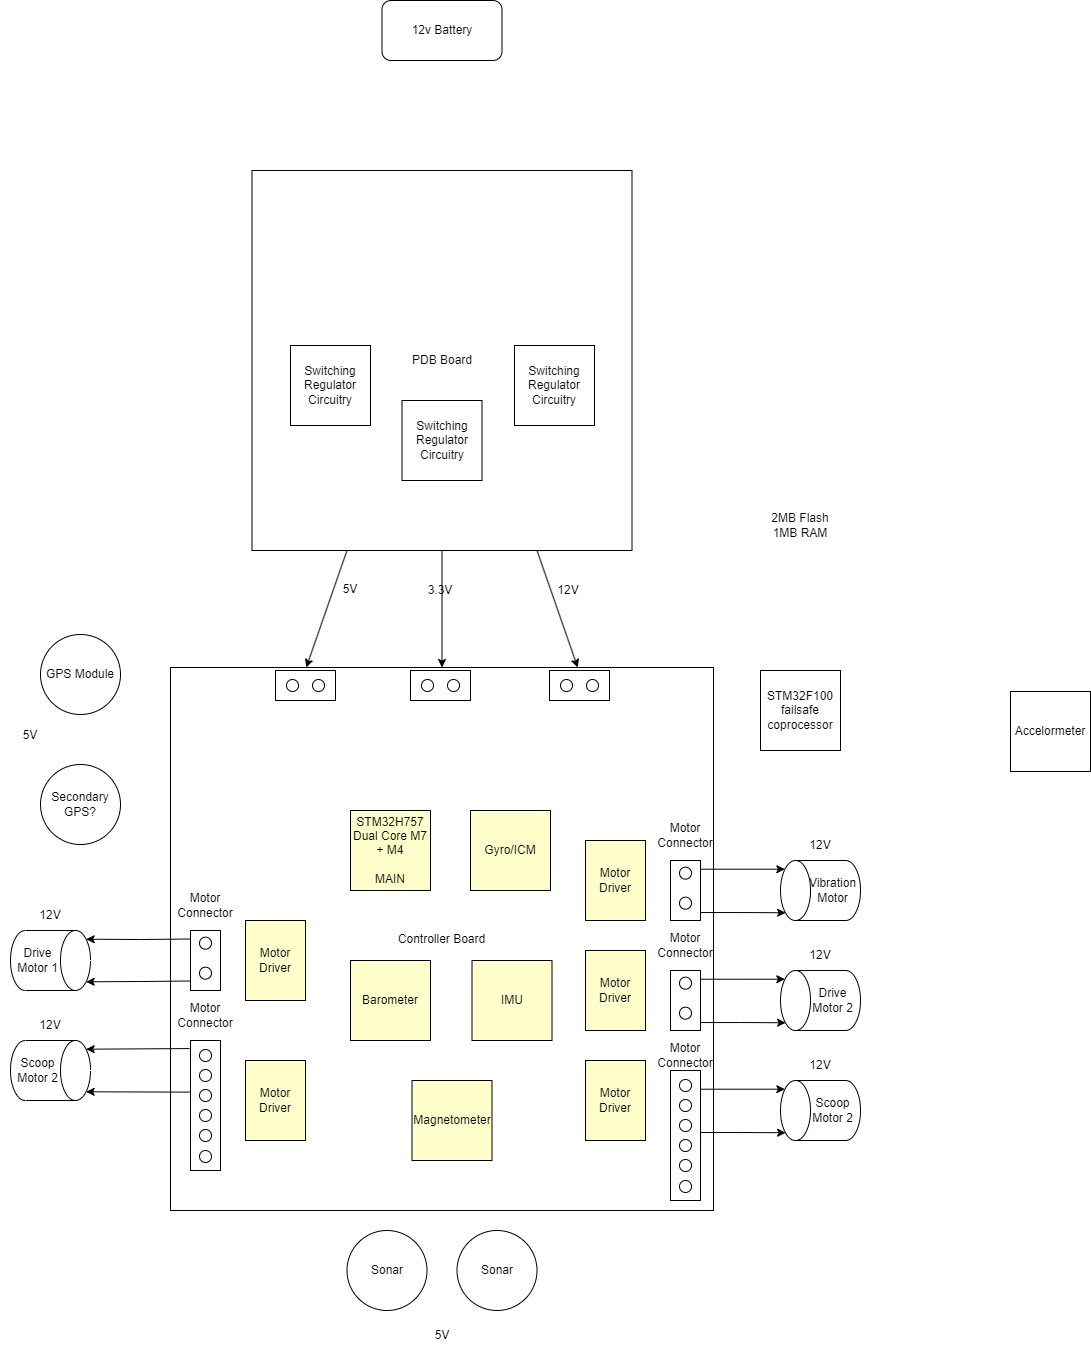 12v Battery
PDB Board
Switching
Regulator
Circuitry
Switching
Regulator
Circuitry
Switching
Regulator
Circuitry
2MB Flash
1MB RAM
5V
3.3V
12V
GPS Module
5V
Secondary
GPS?
STM32F100
failsafe
coprocessor
Accelormeter
STM32H757
Dual Core M7
+ M4
MAIN
Gyro/ICM
Motor
Driver
Motor
Connector
12V
Vibration
Motor
Motor
Connector
12V
Drive
Motor 1
Motor
Driver
Controller Board
Motor
Driver
Motor
Connector
12V
Drive
Motor 2
Barometer
IMU
Motor
Connector
12V
Scoop
Motor 2
Motor
Driver
Magnetometer
Motor
Driver
Motor
Connector
12V
Scoop
Motor 2
Sonar
Sonar
5V